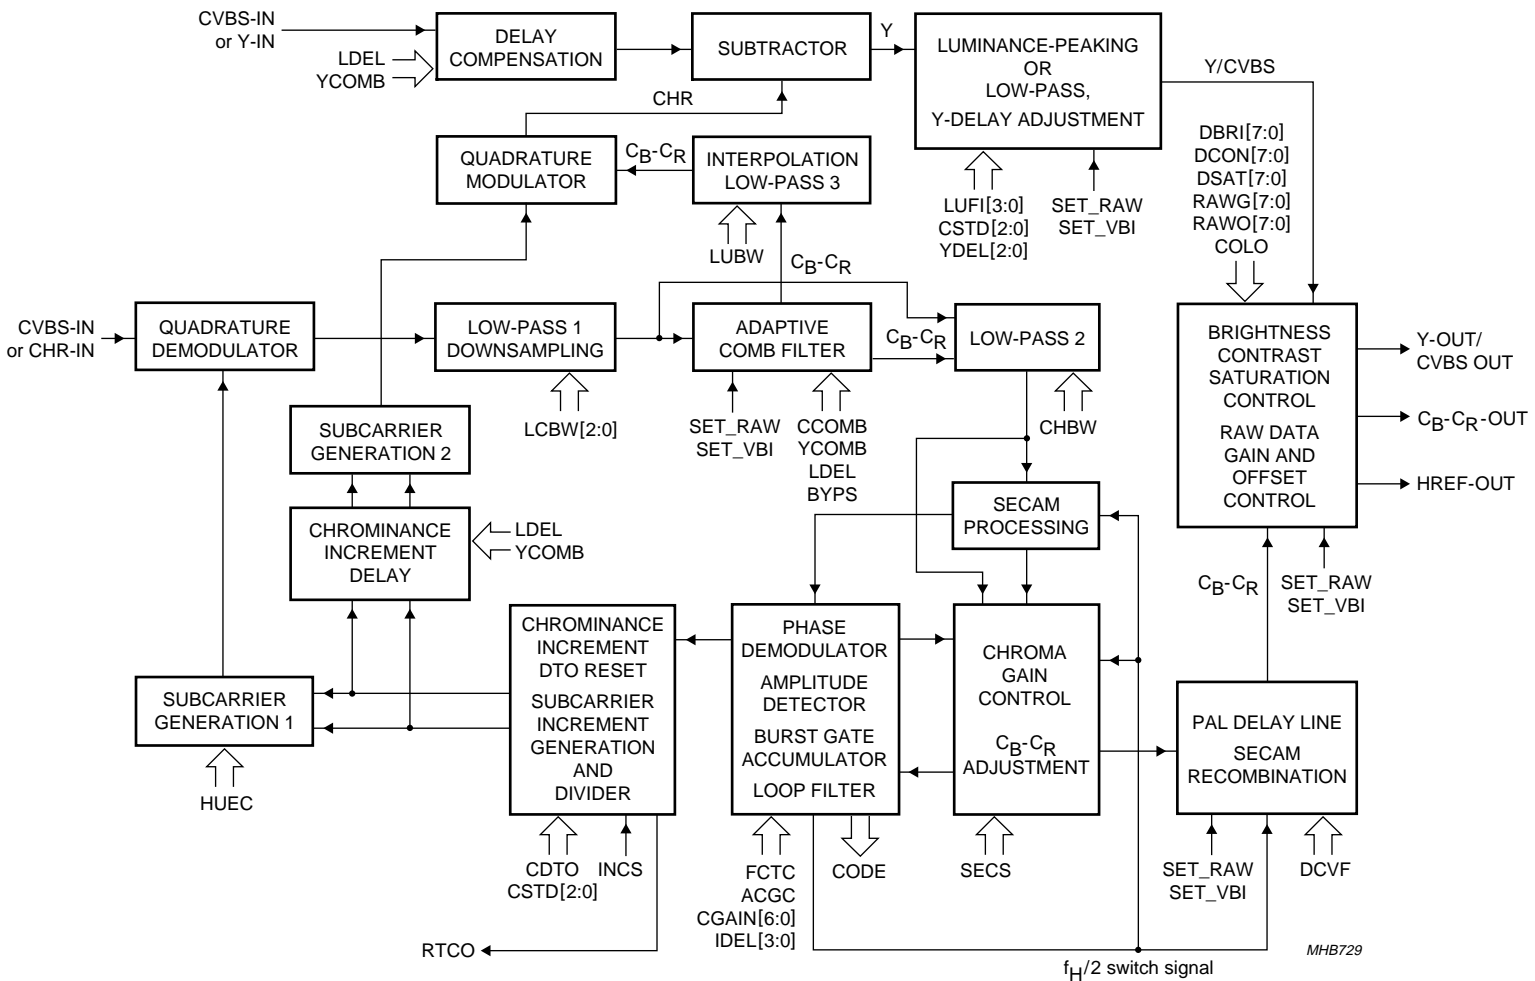 CVBS-IN
or Y-IN
LDEL
YCOMB
DELAY
COMPENSATION
SUBTRACTOR
Y
LUMINANCE-PEAKING
OR
LOW-PASS,
Y-DELAY ADJUSTMENT
Y/CVBS
CHR
QUADRATURE
MODULATOR
CB-CR
INTERPOLATION
LOW-PASS 3
LUBW
CB-CR
LUFI[3:0]
CSTD[2:0]
YDEL[2:0]
SET_RAW
SET_VBI
DBRI[7:0]
DCON[7:0]
DSAT[7:0]
RAWG[7:0]
RAWO[7:0]
COLO
CVBS-IN
or CHR-IN
QUADRATURE
DEMODULATOR
LOW-PASS 1
DOWNSAMPLING
LCBW[2:0]
ADAPTIVE
COMB FILTER
CB-CR
SET_RAW
SET_VBI
CCOMB
YCOMB
LDEL
BYPS
LOW-PASS 2
CHBW
BRIGHTNESS
CONTRAST
SATURATION
CONTROL
RAW DATA
GAIN AND
OFFSET
CONTROL
Y-OUT/
CVBS OUT
CB-CR-OUT
HREF-OUT
SUBCARRIER
GENERATION 2
CHROMINANCE
INCREMENT
DELAY
LDEL
YCOMB
SECAM
PROCESSING
CB-CR
SET_RAW
SET_VBI
SUBCARRIER
GENERATION 1
HUEC
CHROMINANCE
INCREMENT
DTO RESET
SUBCARRIER
INCREMENT
GENERATION
AND
DIVIDER
CDTO
CSTD[2:0]
INCS
RTCO
PHASE
DEMODULATOR
AMPLITUDE
DETECTOR
BURST GATE
ACCUMULATOR
LOOP FILTER
FCTC
ACGC
CGAIN[6:0]
IDEL[3:0]
CODE
CHROMA
GAIN
CONTROL
CB-CR
ADJUSTMENT
SECS
PAL DELAY LINE
SECAM
RECOMBINATION
SET_RAW
SET_VBI
DCVF
fH/2 switch signal
MHB729